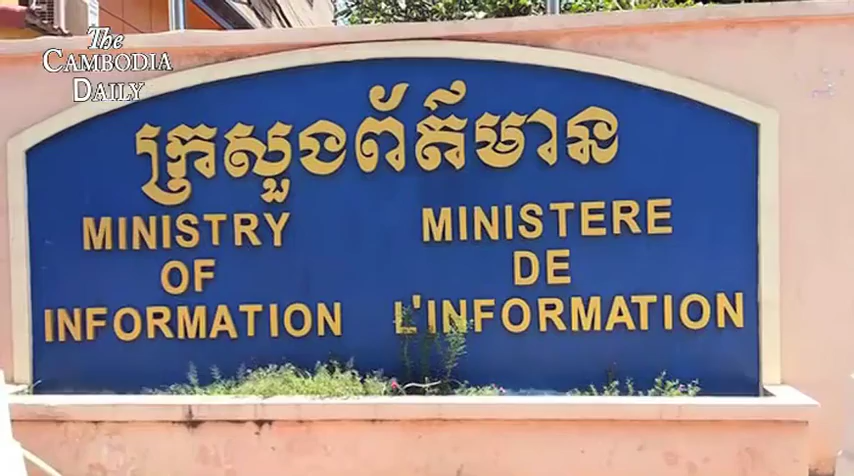 The
CAMBODIA
DAILY
ក្រសួងព័ត៌មាន
MINISTRY
OF
INFORMATION
MINISTERE
DE
L'INFORMATION